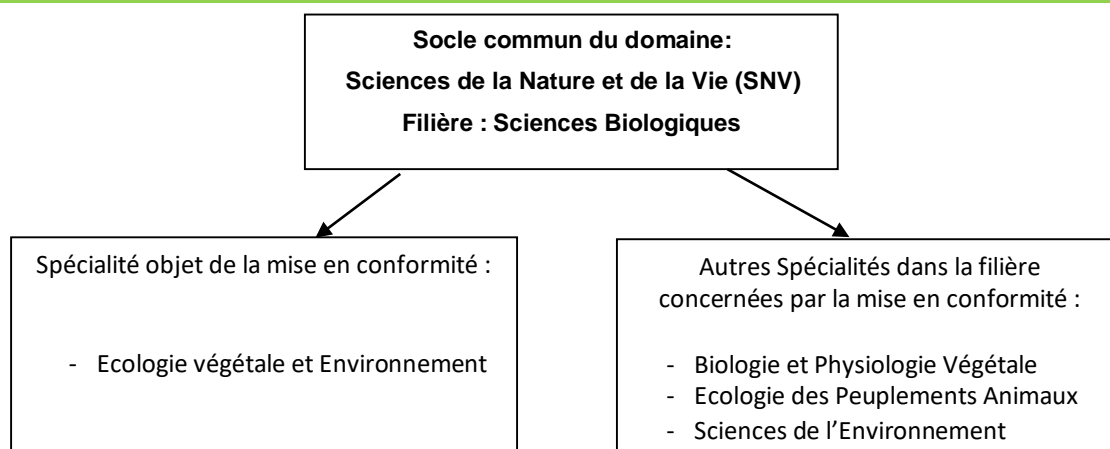 Socle commun du domaine:
Sciences de la Nature et de la Vie (SNV)
Filière : Sciences Biologiques
Spécialité objet de la mise en conformité :
- Ecologie végétale et Environnement
Autres Spécialités dans la filière
concernées par la mise en conformité :
- Biologie et Physiologie Végétale
- Ecologie des Peuplements Animaux
- Sciences de l’Environnement